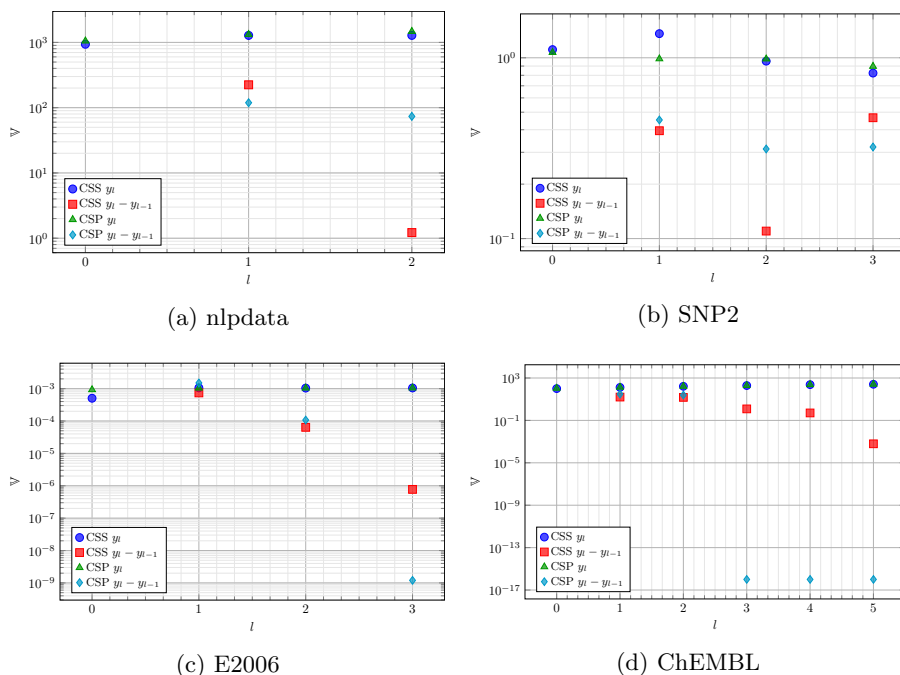 10^3
10^2
10^1
10^0
𝕍
CSS y_l
CSS y_l − y_{l−1}
CSP y_l
CSP y_l − y_{l−1}
0 1 2
l
(a) nlpdata
10^0
10^{−1}
𝕍
CSS y_l
CSS y_l − y_{l−1}
CSP y_l
CSP y_l − y_{l−1}
0 1 2 3
l
(b) SNP2
10^{−3}
10^{−4}
10^{−5}
10^{−6}
10^{−7}
10^{−8}
10^{−9}
𝕍
CSS y_l
CSS y_l − y_{l−1}
CSP y_l
CSP y_l − y_{l−1}
0 1 2 3
l
(c) E2006
10^3
10^{−1}
10^{−5}
10^{−9}
10^{−13}
10^{−17}
𝕍
CSS y_l
CSS y_l − y_{l−1}
CSP y_l
CSP y_l − y_{l−1}
0 1 2 3 4 5
l
(d) ChEMBL